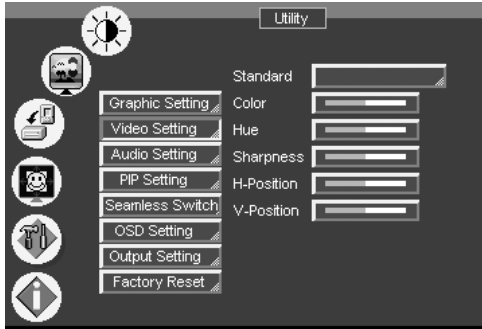 Utility
Standard
Graphic Setting Color
Video Setting Hue
Audio Setting Sharpness
PIP Setting H-Position
Seamless Switch V-Position
OSD Setting
Output Setting
Factory Reset